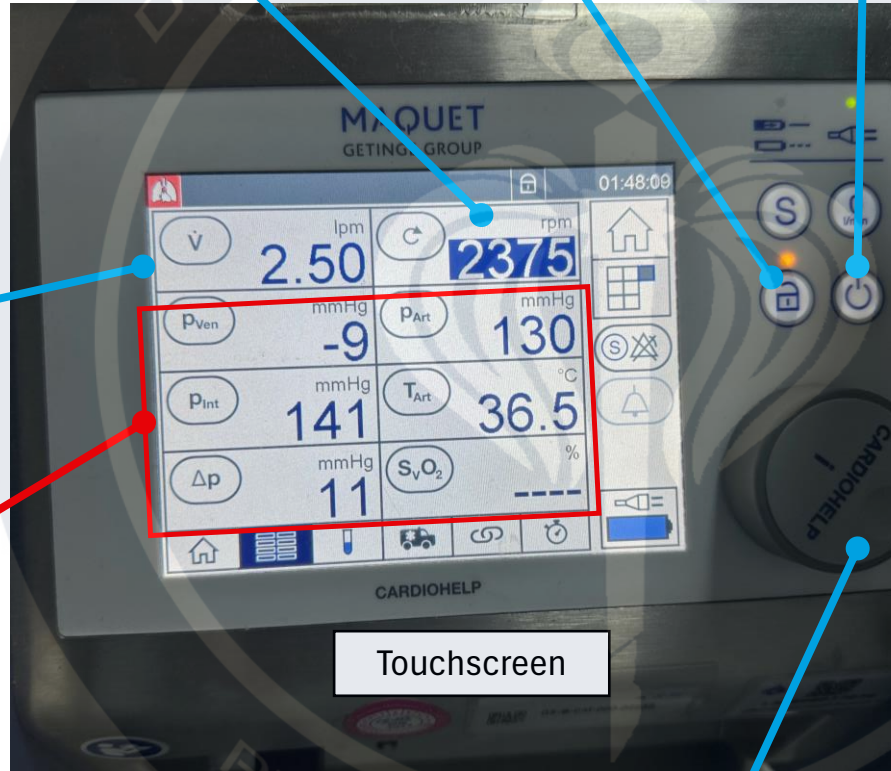 MAQUET
GETINGE GROUP
01:48:09
V̇ lpm 2.50
rpm 2375
S
PVen mmHg -9
PArt mmHg 130
S
PInt mmHg 141
TArt °C 36.5
Δp mmHg 11
SvO2 % ----
CARDIOHELP
CARDIOHELP
Touchscreen